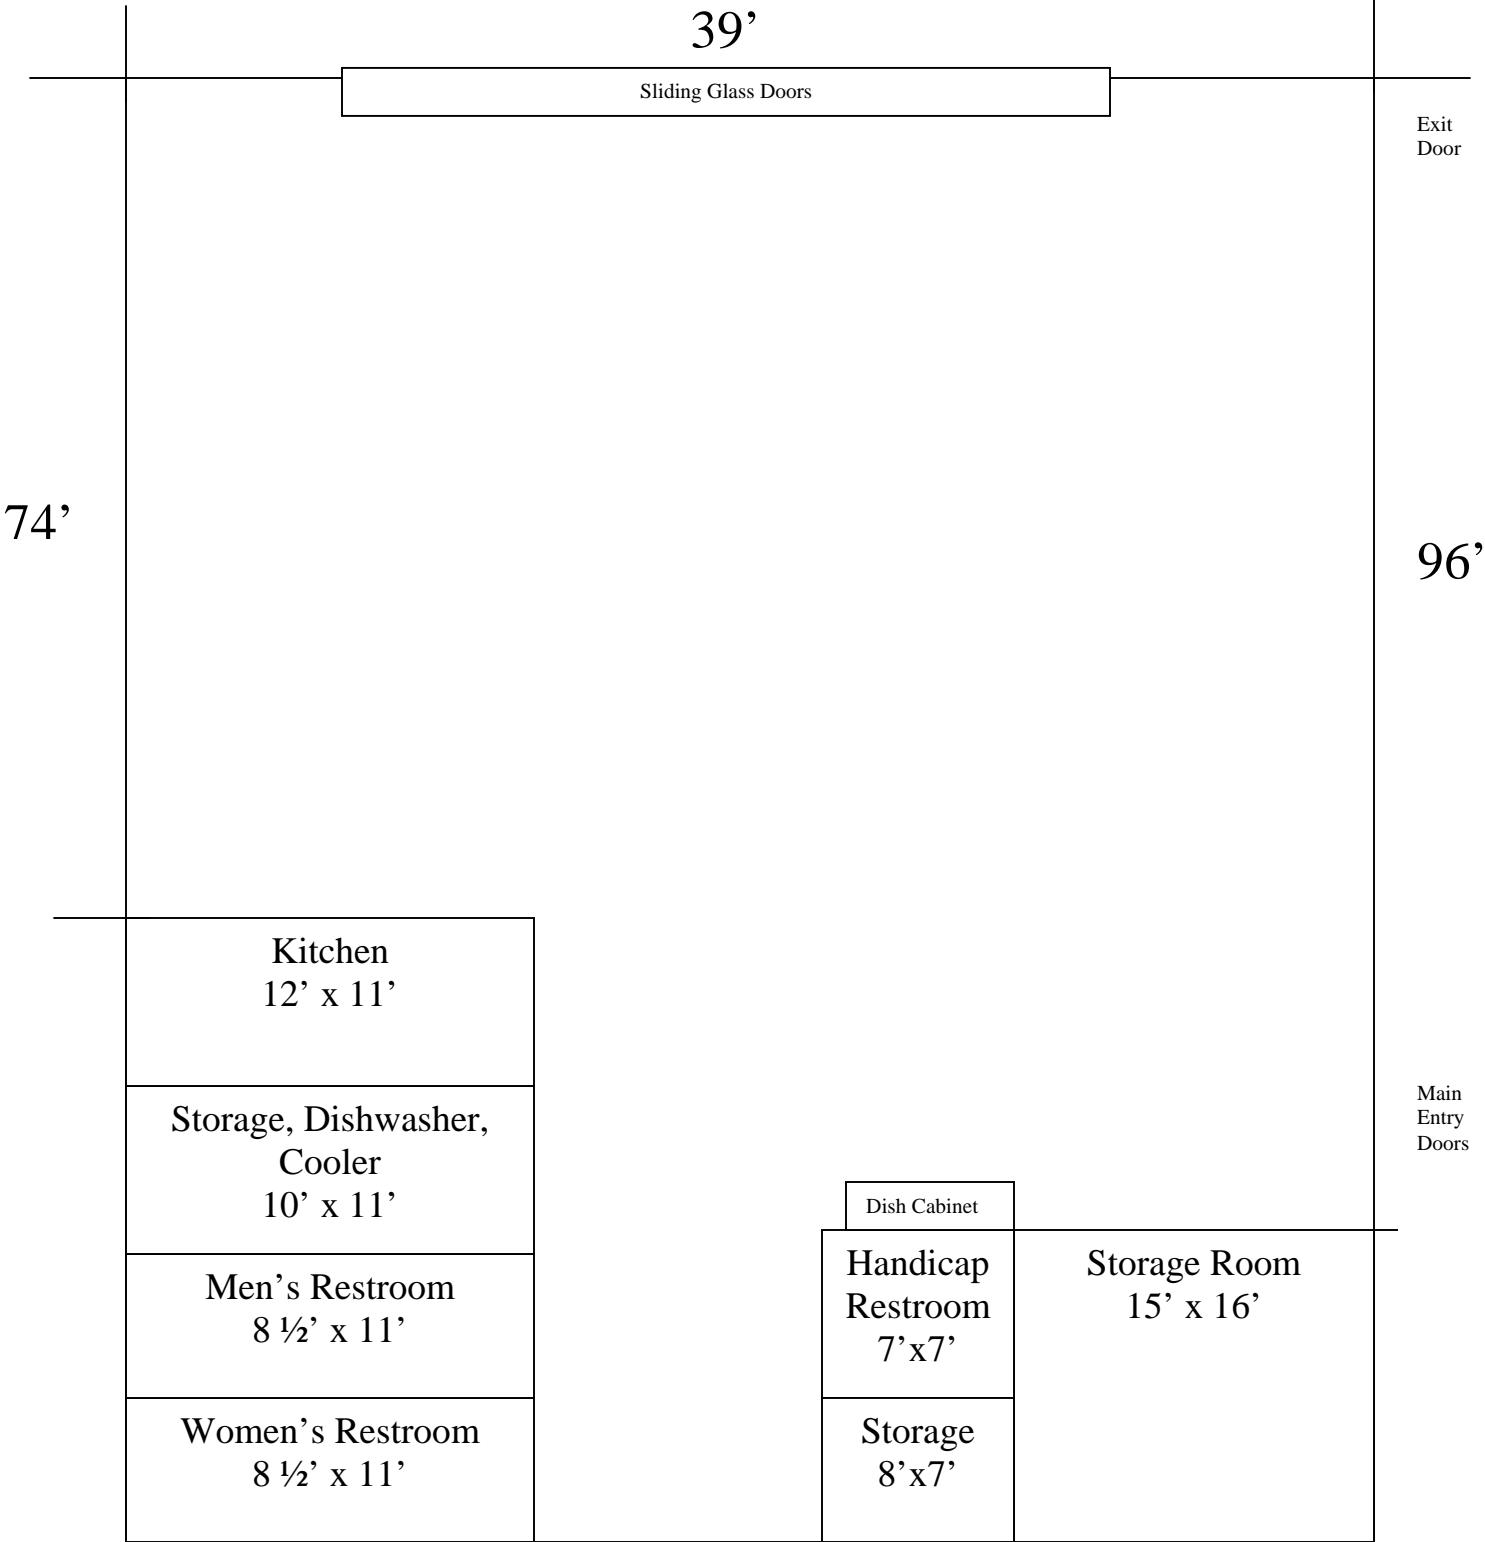 39’
Sliding Glass Doors
Exit
Door
74’
96’
Kitchen
12’ x 11’
Storage, Dishwasher,
Cooler
10’ x 11’
Main
Entry
Doors
Dish Cabinet
Men’s Restroom
8 ½’ x 11’
Handicap
Restroom
7’x7’
Storage Room
15’ x 16’
Women’s Restroom
8 ½’ x 11’
Storage
8’x7’